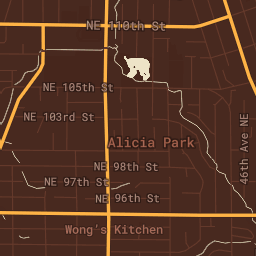 NE 110th St
NE 105th St
NE 103rd St
Alicia Park
NE 98th St
46th Ave NE
NE 97th St
NE 96th St
Wong's Kitchen